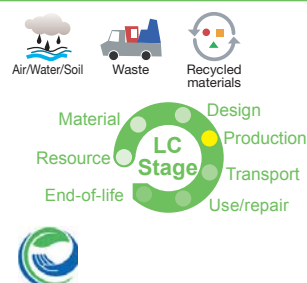 Air/Water/Soil
Waste
Recycled
materials
Material
Design
Production
LC
Stage
Resource
Transport
End-of-life
Use/repair